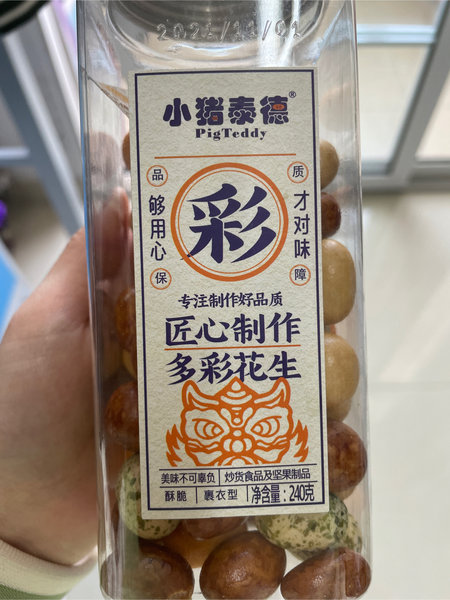 2021/11/01
小猪泰德®
PigTeddy
品质保障
够用心
彩
才对味
专注制作好品质
匠心制作
多彩花生
美味不可辜负 炒货食品及坚果制品
酥脆 裹衣型 净含量：240克